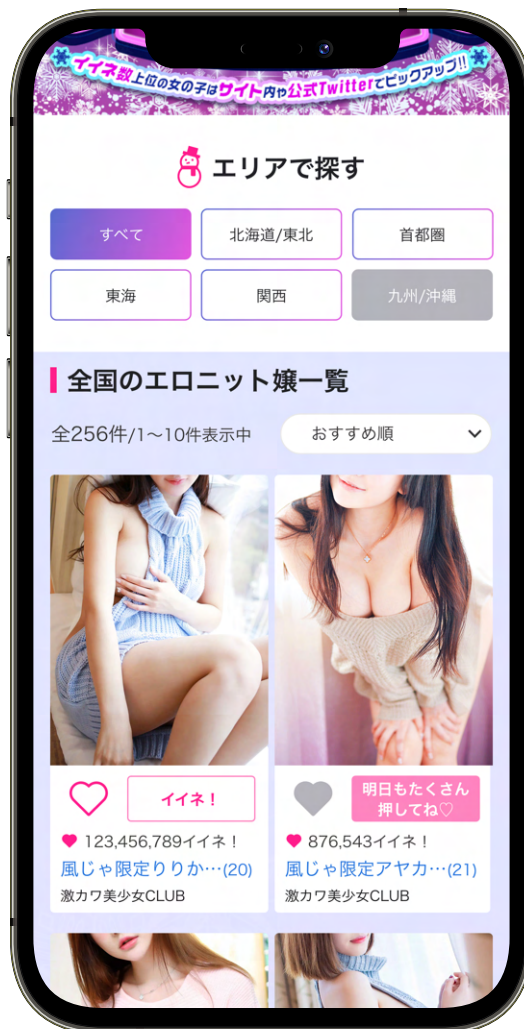 イイネ数上位の女の子はサイト内や公式Twitterでピックアップ!!
エリアで探す
すべて
北海道/東北
首都圏
東海
関西
九州/沖縄
全国のエロニット嬢一覧
全256件/1〜10件表示中
おすすめ順
イイネ！
明日もたくさん
押してね♡
123,456,789イイネ！
876,543イイネ！
風じゃ限定りりか…(20)
風じゃ限定アヤカ…(21)
激カワ美少女CLUB
激カワ美少女CLUB